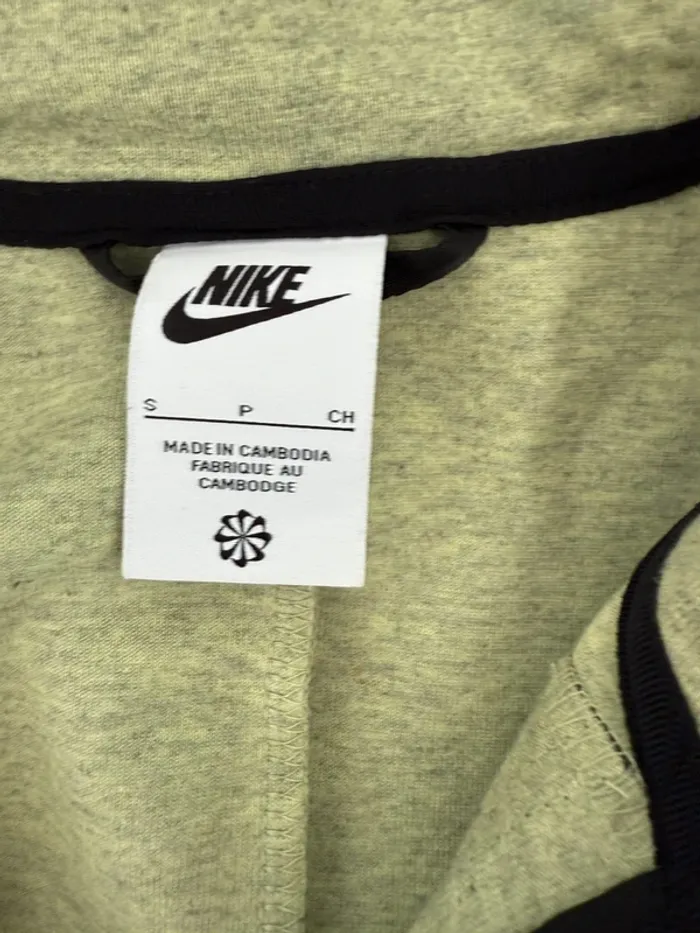 NIKE
S P CH
MADE IN CAMBODIA
FABRIQUE AU
CAMBODGE